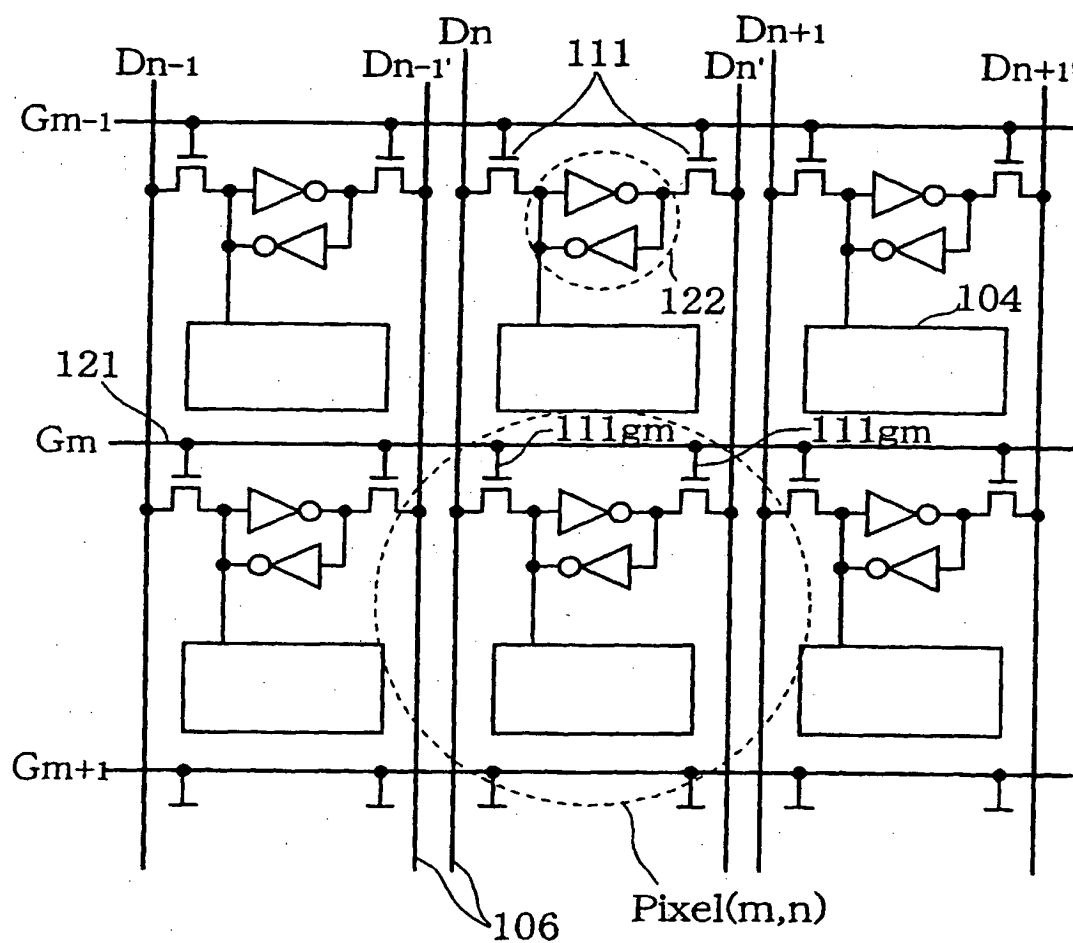 Dn-1
Dn-1'
Dn
111
Dn'
Dn+1
Dn+1'
Gm-1
122
104
121
Gm
111gm
111gm
Gm+1
106
Pixel(m,n)